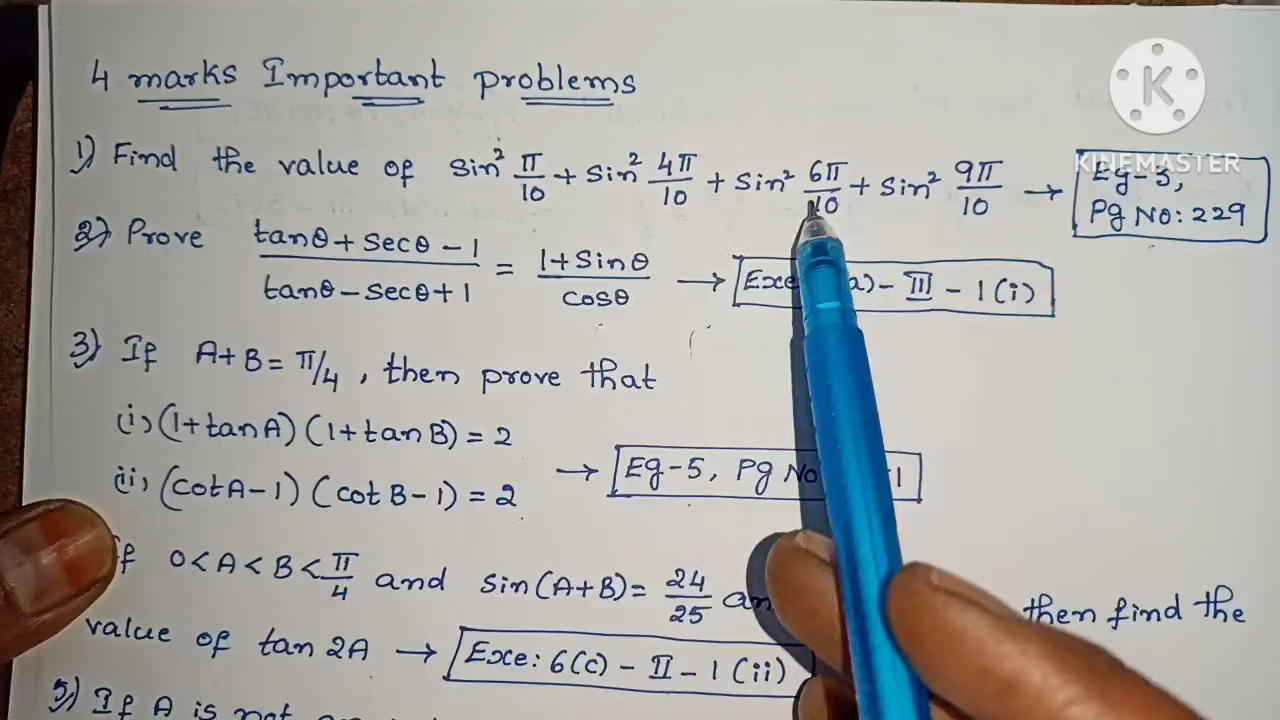 4 marks Important problems
K
KINEMASTER
1) Find the value of Sin² π/10 + Sin² 4π/10 + Sin² 6π/10 + Sin² 9π/10 → Eg-3,
Pg No: 229
2) Prove (tanθ + Secθ - 1)/(tanθ - Secθ + 1) = (1 + Sinθ)/cosθ → Exe a) - III - 1(i)
3) If A+B = π/4, then prove that
(i) (1+tanA) (1+tanB) = 2
(ii) (cotA-1) (cotB-1) = 2 → Eg-5, Pg No 1
If 0<A<B<π/4 and Sin(A+B) = 24/25 then find the
value of tan 2A → Exe: 6(c) - II - 1(ii)
5) If A is not an